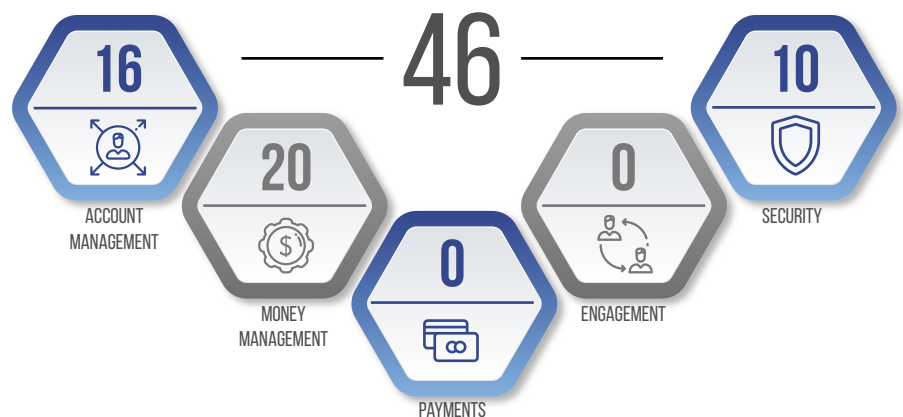 46
16
ACCOUNT
MANAGEMENT
20
$
MONEY
MANAGEMENT
0
PAYMENTS
0
ENGAGEMENT
10
SECURITY